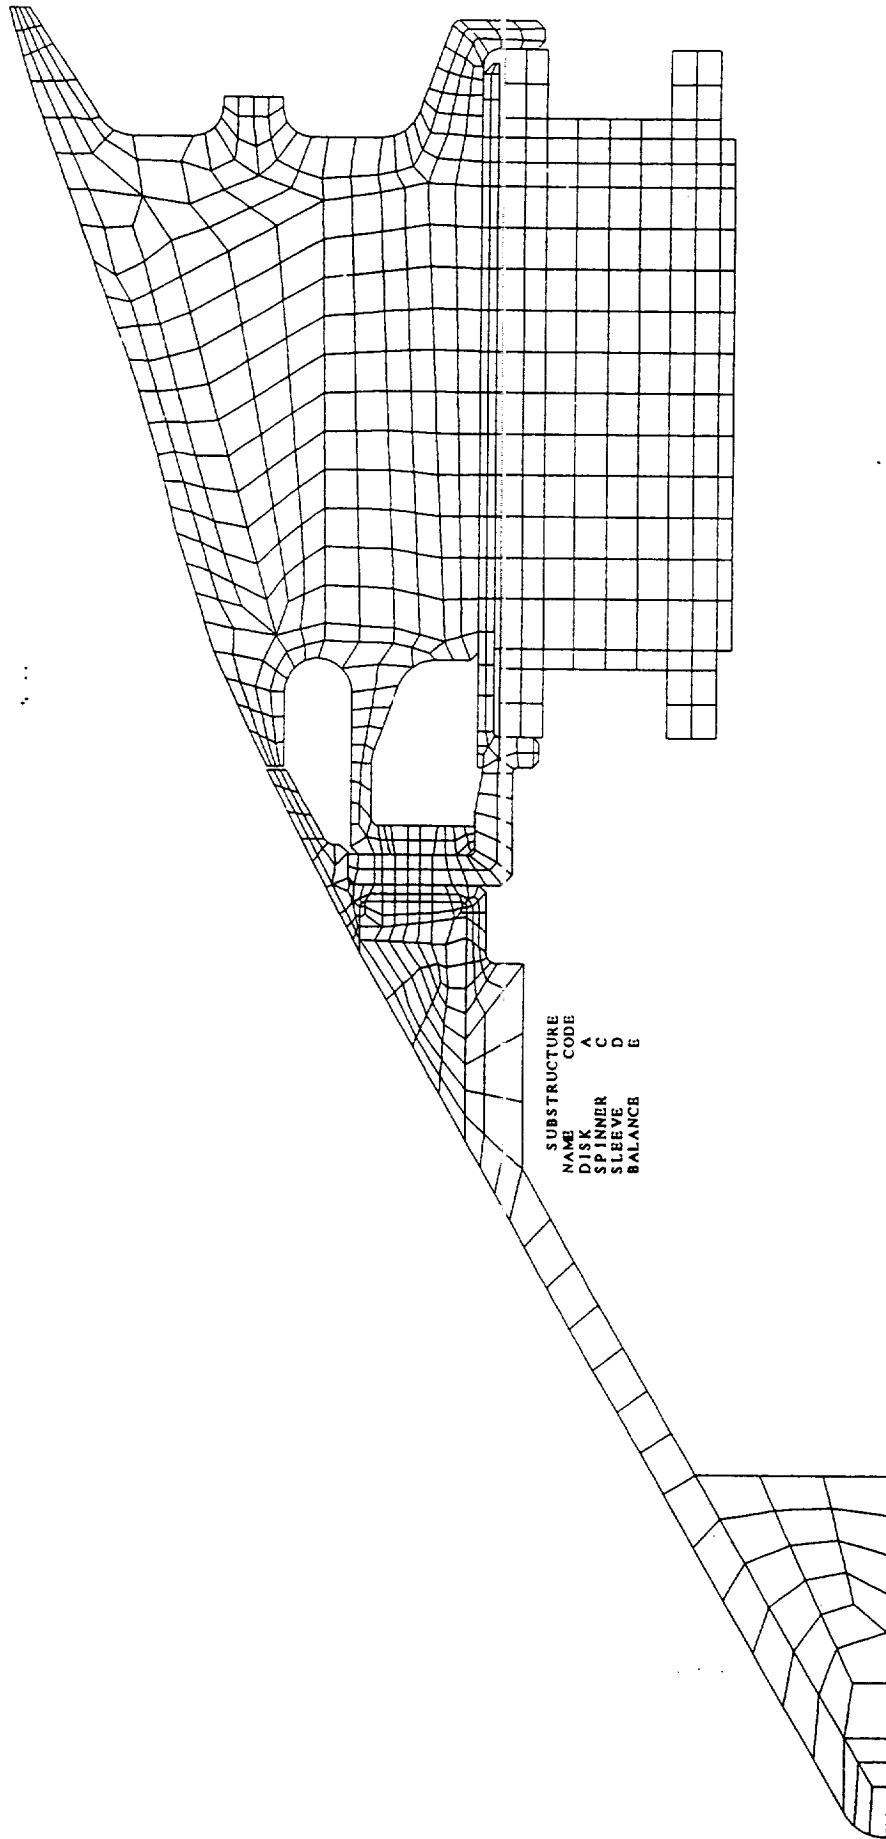 SUBSTRUCTURE
NAME CODE
DISK A
SPINNER C
SLEEVE D
BALANCE E